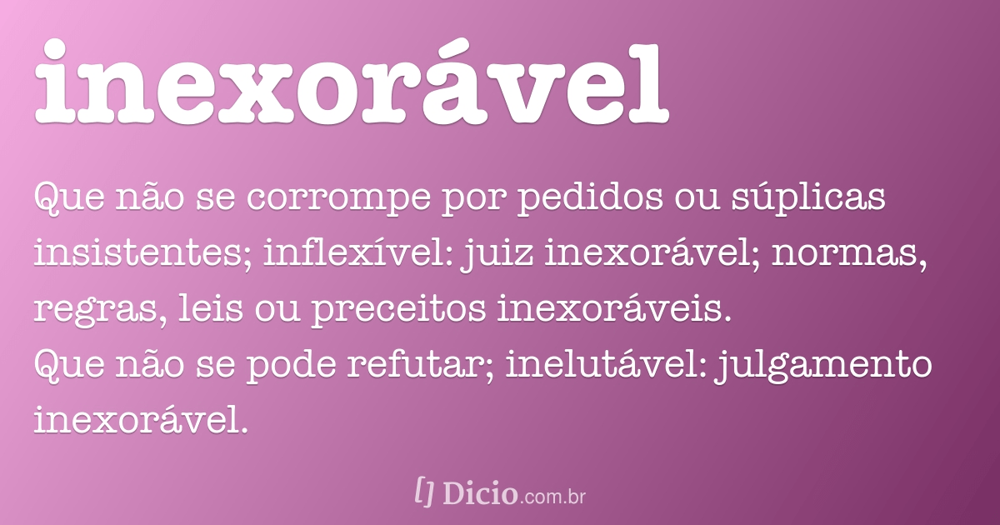 inexorável
Que não se corrompe por pedidos ou súplicas
insistentes; inflexível: juiz inexorável; normas,
regras, leis ou preceitos inexoráveis.
Que não se pode refutar; inelutável: julgamento
inexorável.
[] Dicio.com.br